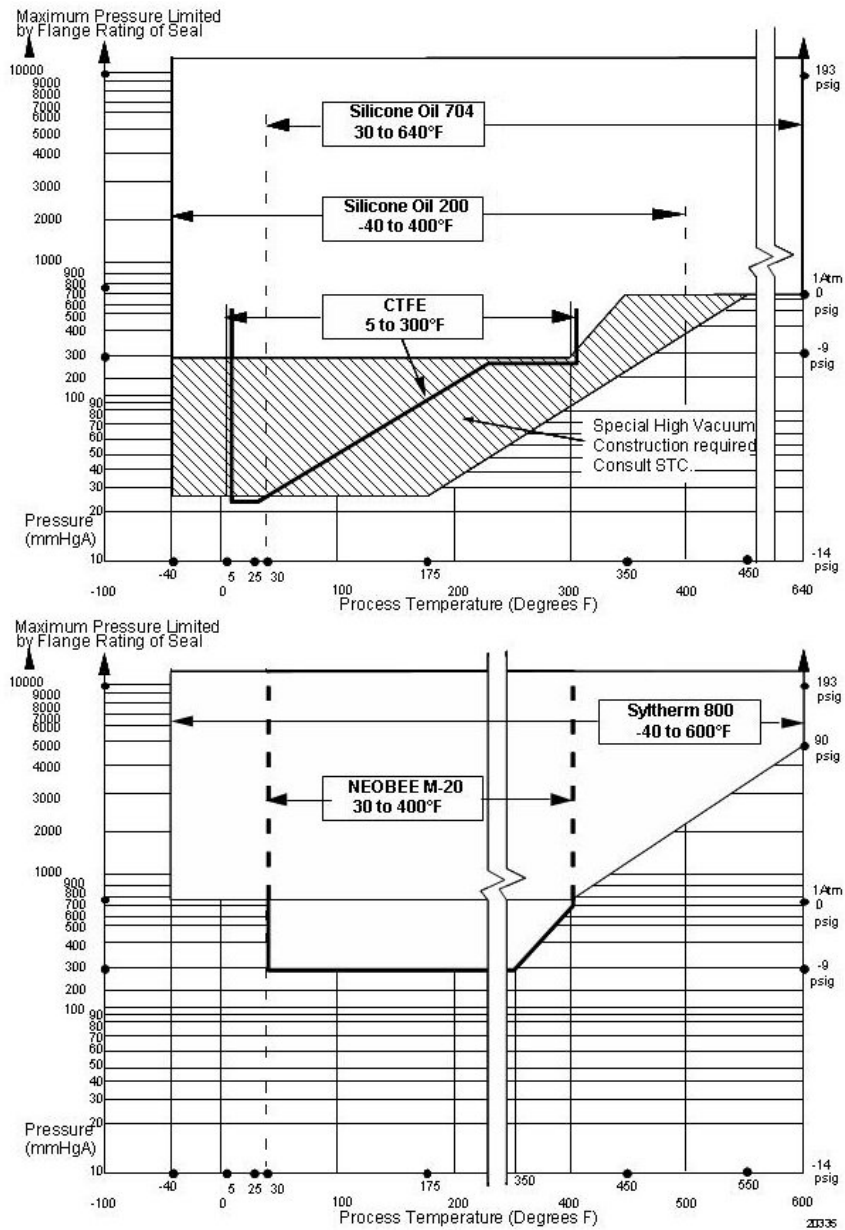 Maximum Pressure Limited
by Flange Rating of Seal
10000
9000
8000
7000
6000
5000
4000
3000
2000
1000
900
800
700
600
500
400
300
200
100
90
80
70
60
50
40
30
20
10
Pressure
(mmHgA)
Silicone Oil 704
30 to 640°F
Silicone Oil 200
-40 to 400°F
CTFE
5 to 300°F
Special High Vacuum
Construction required
Consult STC.
193
psig
1Atm
0
psig
-9
psig
-14
psig
-40 5 25 30 175 350 450
-100 0 100 200 300 400 640
Process Temperature (Degrees F)
Maximum Pressure Limited
by Flange Rating of Seal
10000
9000
8000
7000
6000
5000
4000
3000
2000
1000
900
800
700
600
500
400
300
200
100
90
80
70
60
50
40
30
20
10
Pressure
(mmHgA)
Syltherm 800
-40 to 600°F
NEOBEE M-20
30 to 400°F
193
psig
90
psig
1Atm
0
psig
-9
psig
-14
psig
-40 5 25 30 175 350 450 550
-100 0 100 200 400 500 600
Process Temperature (Degrees F)